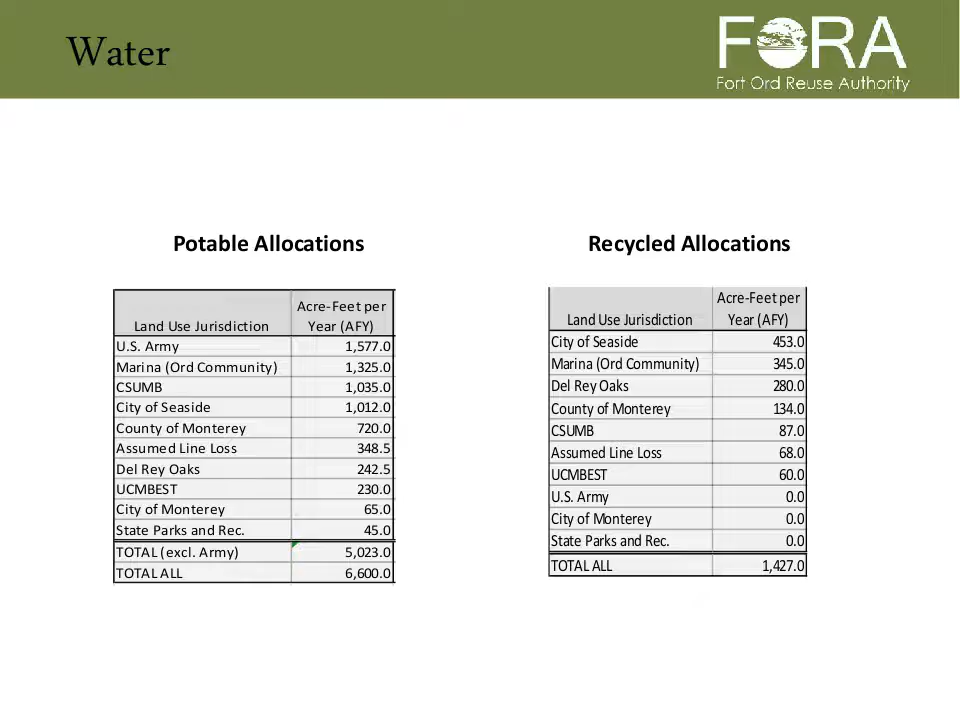 Water
FORA
Fort Ord Reuse Authority
Potable Allocations
Land Use Jurisdiction Acre-Feet per Year (AFY)
U.S. Army 1,577.0
Marina (Ord Community) 1,325.0
CSUMB 1,035.0
City of Seaside 1,012.0
County of Monterey 720.0
Assumed Line Loss 348.5
Del Rey Oaks 242.5
UCMBEST 230.0
City of Monterey 65.0
State Parks and Rec. 45.0
TOTAL (excl. Army) 5,023.0
TOTAL ALL 6,600.0
Recycled Allocations
Land Use Jurisdiction Acre-Feet per Year (AFY)
City of Seaside 453.0
Marina (Ord Community) 345.0
Del Rey Oaks 280.0
County of Monterey 134.0
CSUMB 87.0
Assumed Line Loss 68.0
UCMBEST 60.0
U.S. Army 0.0
City of Monterey 0.0
State Parks and Rec. 0.0
TOTAL ALL 1,427.0